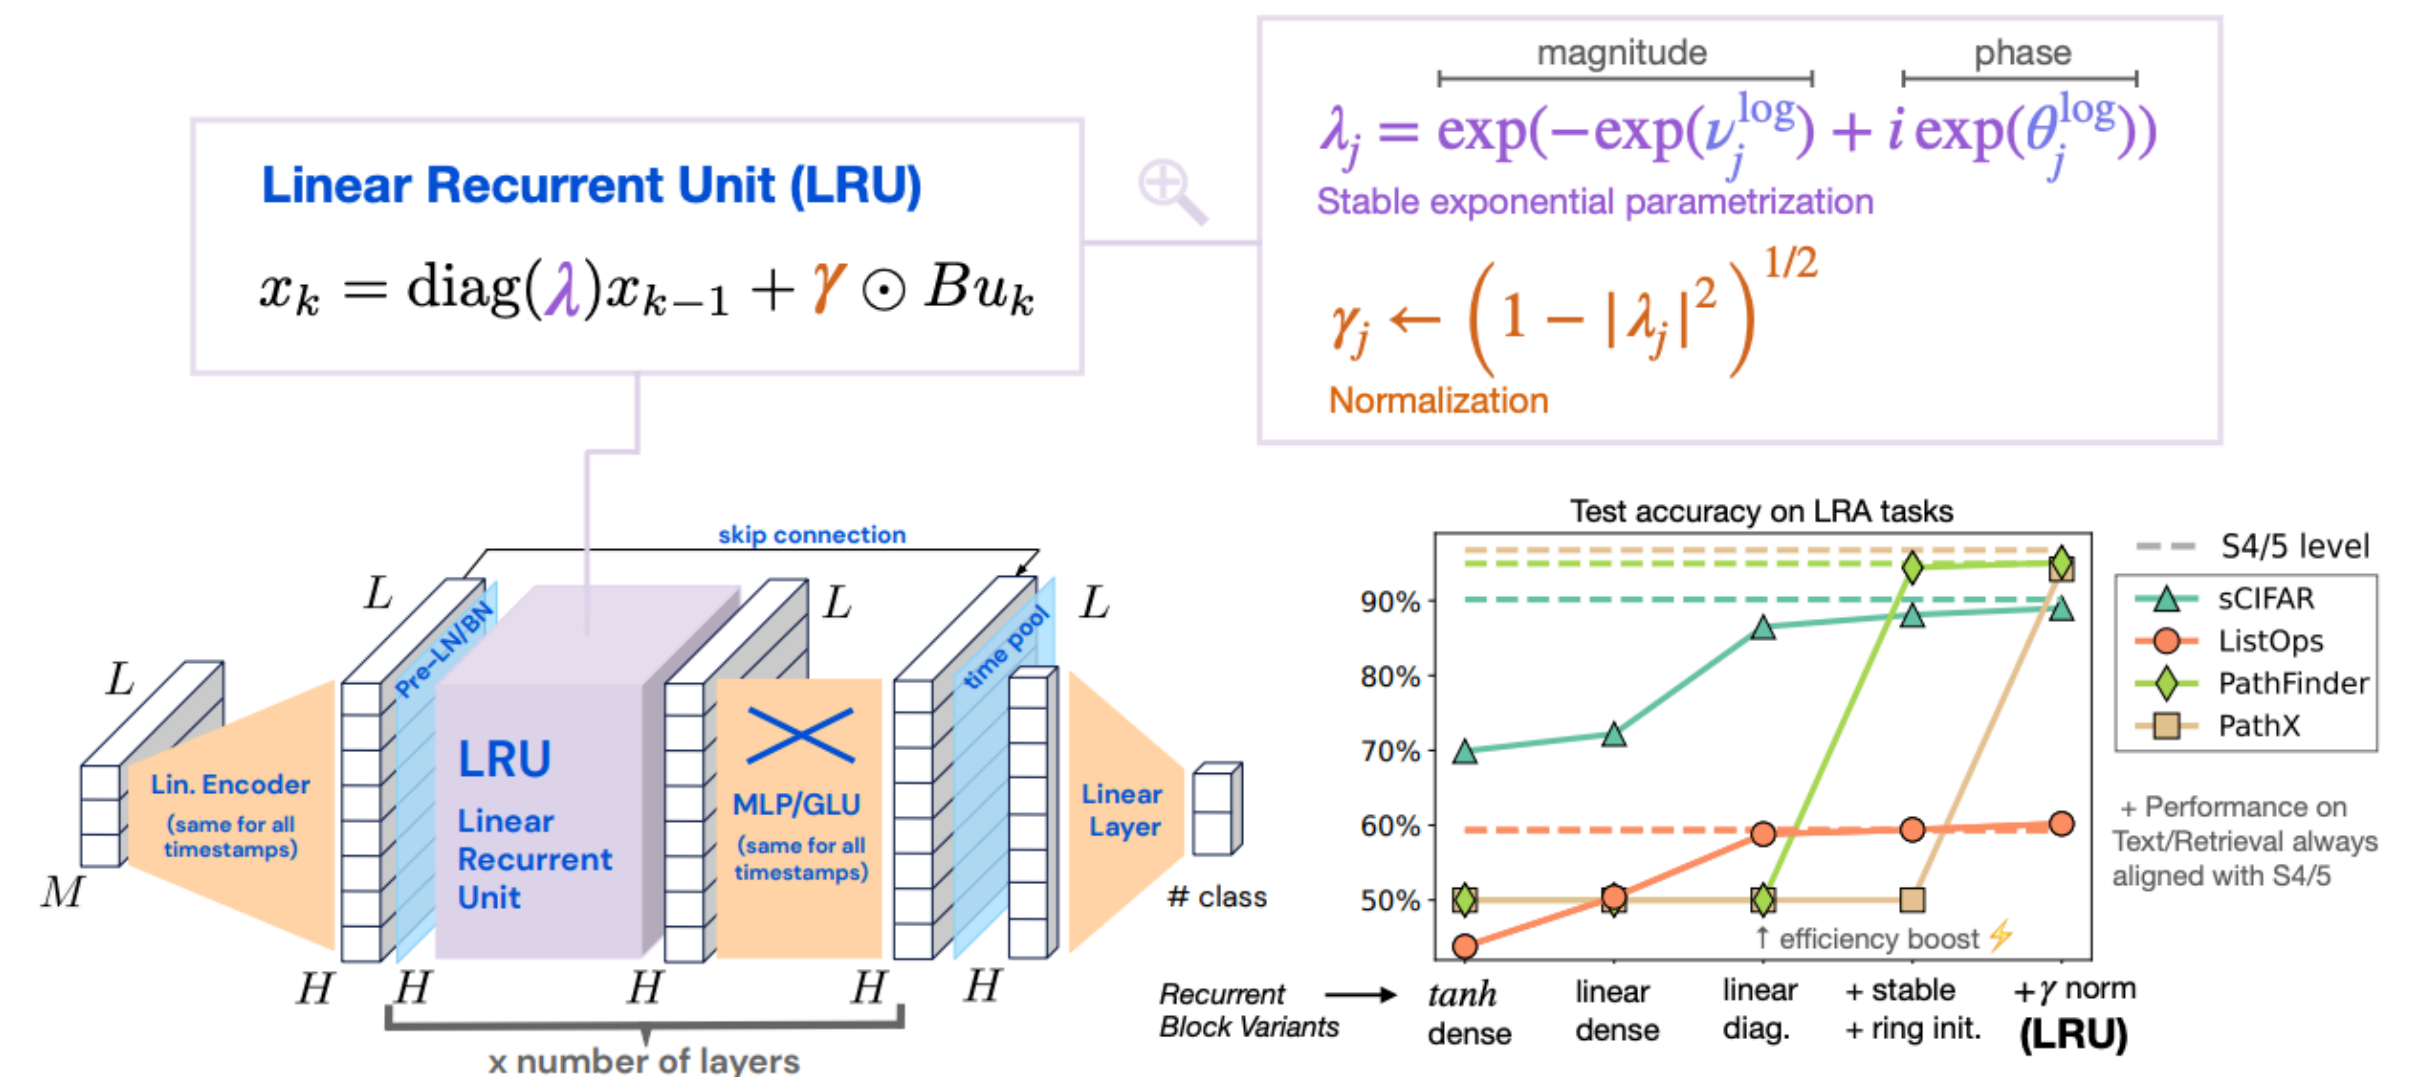 magnitude
phase
λ_j = exp(−exp(ν_j^log) + i exp(θ_j^log))
Stable exponential parametrization
γ_j ← (1 − |λ_j|^2)^1/2
Normalization
Linear Recurrent Unit (LRU)
x_k = diag(λ)x_{k−1} + γ ⊙ Bu_k
skip connection
L
L
L
L
Pre-LN/BN
time pool
Lin. Encoder
(same for all
timestamps)
LRU
Linear
Recurrent
Unit
MLP/GLU
(same for all
timestamps)
Linear
Layer
# class
M
H
H
H
H
H
x number of layers
Test accuracy on LRA tasks
90%
80%
70%
60%
50%
↑ efficiency boost ⚡
Recurrent
Block Variants
tanh
dense
linear
dense
linear
diag.
+ stable
+ ring init.
+γ norm
(LRU)
S4/5 level
sCIFAR
ListOps
PathFinder
PathX
+ Performance on
Text/Retrieval always
aligned with S4/5